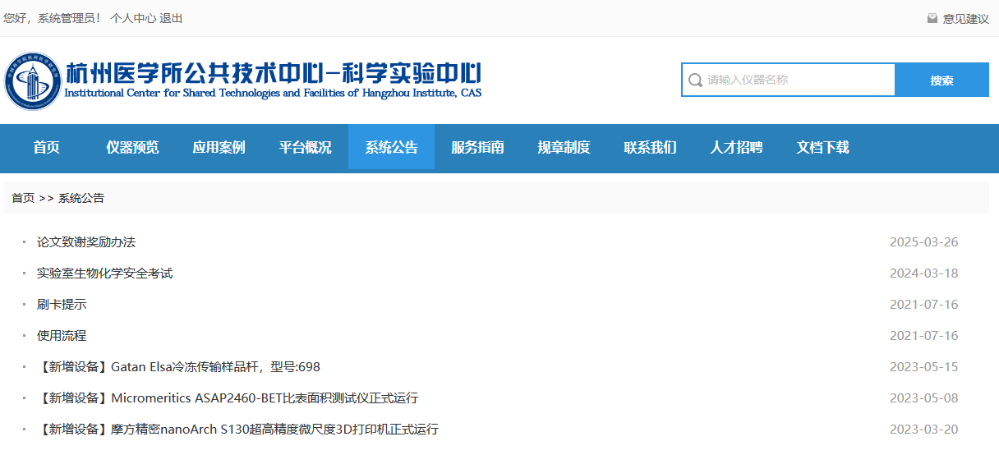 您好，系统管理员！ 个人中心 退出
意见建议
杭州医学所公共技术中心-科学实验中心
Institutional Center for Shared Technologies and Facilities of Hangzhou Institute, CAS
请输入仪器名称
搜索
首页 仪器预览 应用案例 平台概况 系统公告 服务指南 规章制度 联系我们 人才招聘 文档下载
首页 >> 系统公告
论文致谢奖励办法 2025-03-26
实验室生物化学安全考试 2024-03-18
刷卡提示 2021-07-16
使用流程 2021-07-16
【新增设备】Gatan Elsa冷冻传输样品杆，型号:698 2023-05-15
【新增设备】Micromeritics ASAP2460-BET比表面积测试仪正式运行 2023-05-08
【新增设备】摩方精密nanoArch S130超高精度微尺度3D打印机正式运行 2023-03-20